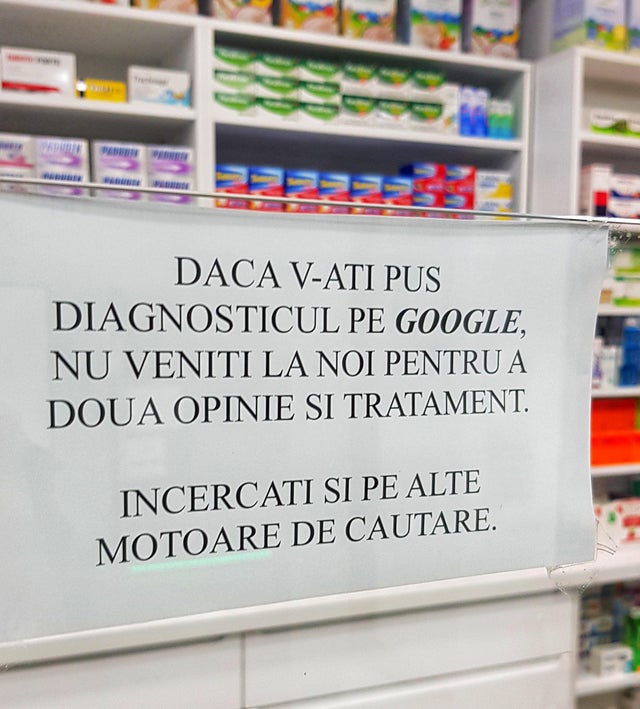 DACA V-ATI PUS
DIAGNOSTICUL PE GOOGLE,
NU VENITI LA NOI PENTRU A
DOUA OPINIE SI TRATAMENT.
INCERCATI SI PE ALTE
MOTOARE DE CAUTARE.